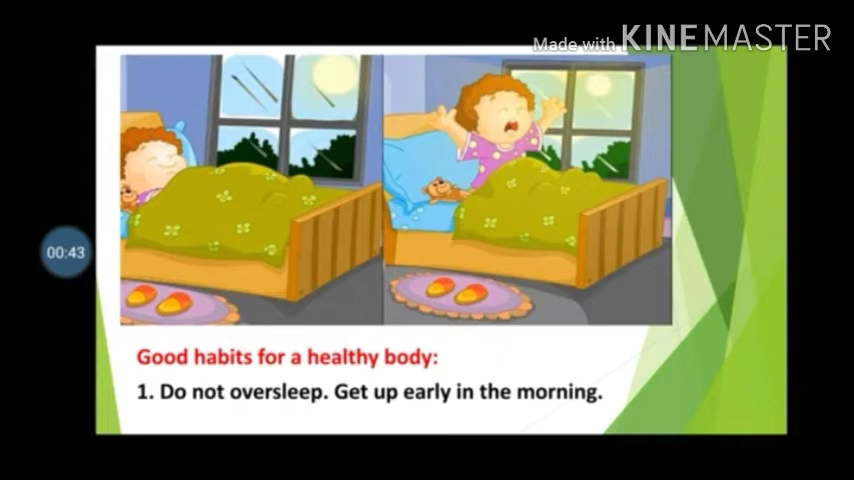 Made with KINEMASTER
00:43
Good habits for a healthy body:
1. Do not oversleep. Get up early in the morning.